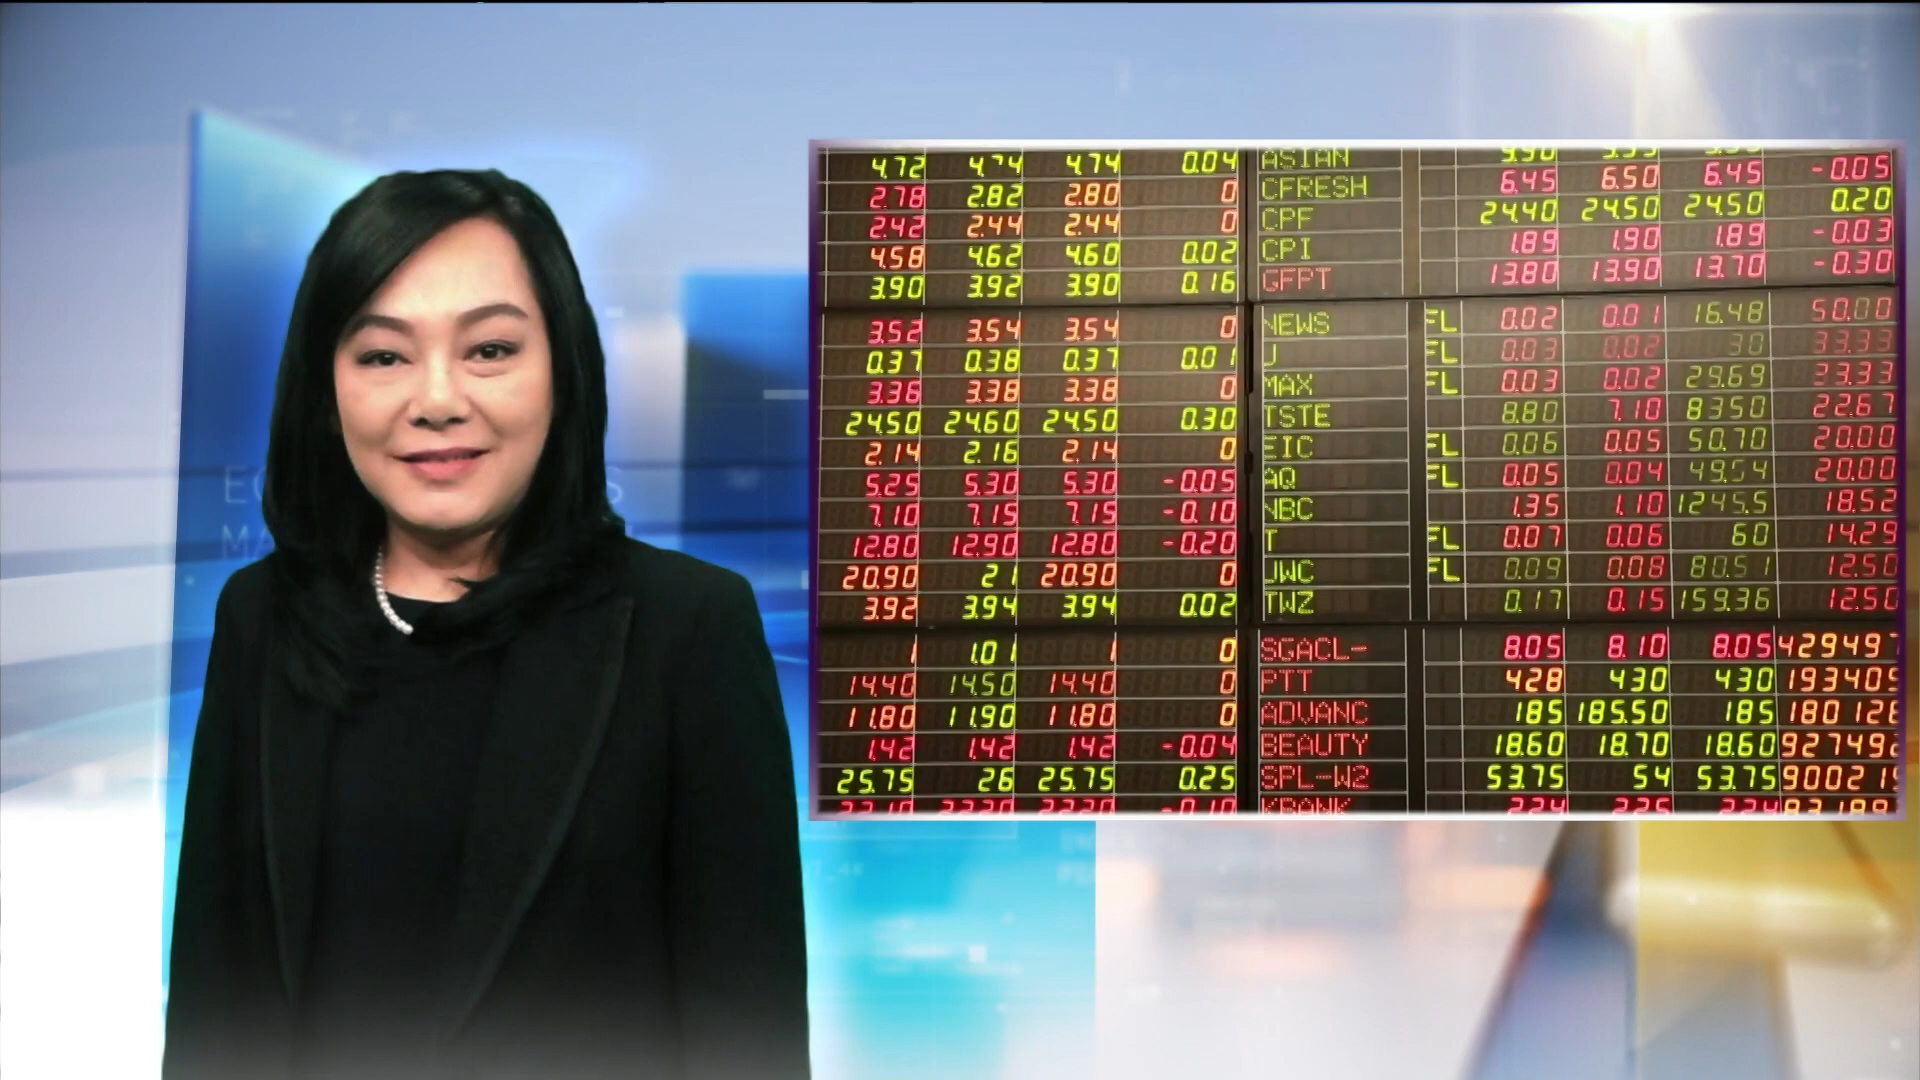 4.72 4.74 4.74 0.04 ASIAN
2.78 2.82 2.80 0 CFRESH 6.45 6.50 6.45 -0.05
2.42 2.44 2.44 0 CPF 24.40 24.50 24.50 0.20
4.58 4.62 4.60 0.02 CPI 1.89 1.90 1.89 -0.03
3.90 3.92 3.90 0.16 GFPT 13.80 13.90 13.70 -0.30
3.52 3.54 3.54 0 NEWS FL 0.02 0.01 16.48 50.00
0.37 0.38 0.37 0.01 J FL 0.03 0.02 30 33.33
3.36 3.38 3.38 0 MAX FL 0.03 0.02 29.69
24.50 24.60 24.50 0.30 TSTE 8.80 7.10 8350 22.67
2.14 2.16 2.14 0 EIC FL 0.06 0.05 50.70 20.00
5.25 5.30 5.30 -0.05 AQ FL 0.05 0.04 49.54 20.00
7.10 7.15 7.15 -0.10 NBC 1.35 1.10 1245.5 18.52
12.80 12.90 12.80 -0.20 T FL 0.07 0.06 60 14.29
20.90 21 20.90 0 JWC FL 0.09 0.08 80.51 12.50
3.92 3.94 3.94 0.02 TWZ 0.17 0.15 159.36 12.50
1 1.01 1 0 SGACL- 8.05 8.10 8.05 429497
14.40 14.50 14.40 0 PTT 428 430 430 193409
11.80 11.90 11.80 0 ADVANC 185 185.50 185 180128
1.42 1.42 1.42 -0.04 BEAUTY 18.60 18.70 18.60 927492
25.75 26 25.75 0.25 SPL-W2 53.75 54 53.75 900219
KBANK 224 225 224